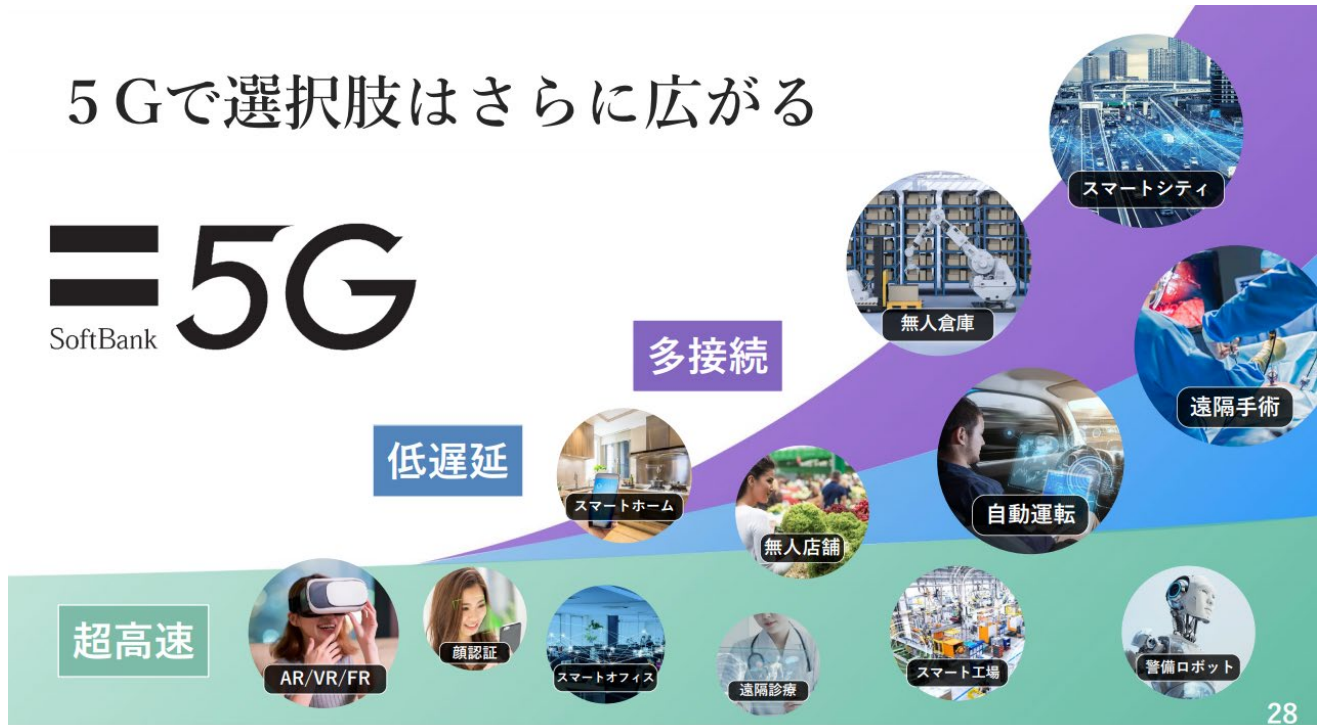 ５Gで選択肢はさらに広がる
スマートシティ
5G
SoftBank
無人倉庫
多接続
遠隔手術
低遅延
スマートホーム
自動運転
無人店舗
超高速
AR/VR/FR
顔認証
スマートオフィス
遠隔診療
スマート工場
警備ロボット
28